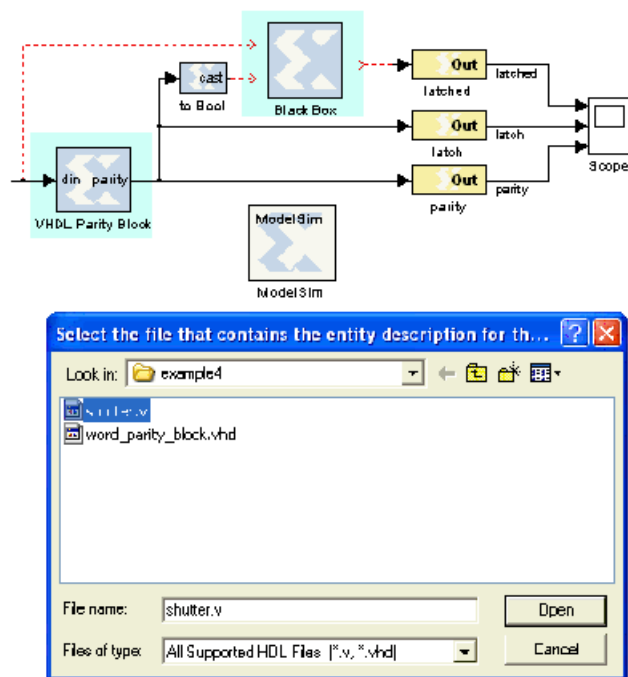 Out
latched
cast
to Bool
Black Box
latched
Out
latch
latch
Scope
din parity
Out
parity
VHDL Parity Block
parity
ModelSim
ModelSim
Select the file that contains the entity description for th...
Look in: example4
shutter.v
word_parity_block.vhd
File name: shutter.v
Open
Files of type: All Supported HDL Files (*.v, *.vhd)
Cancel